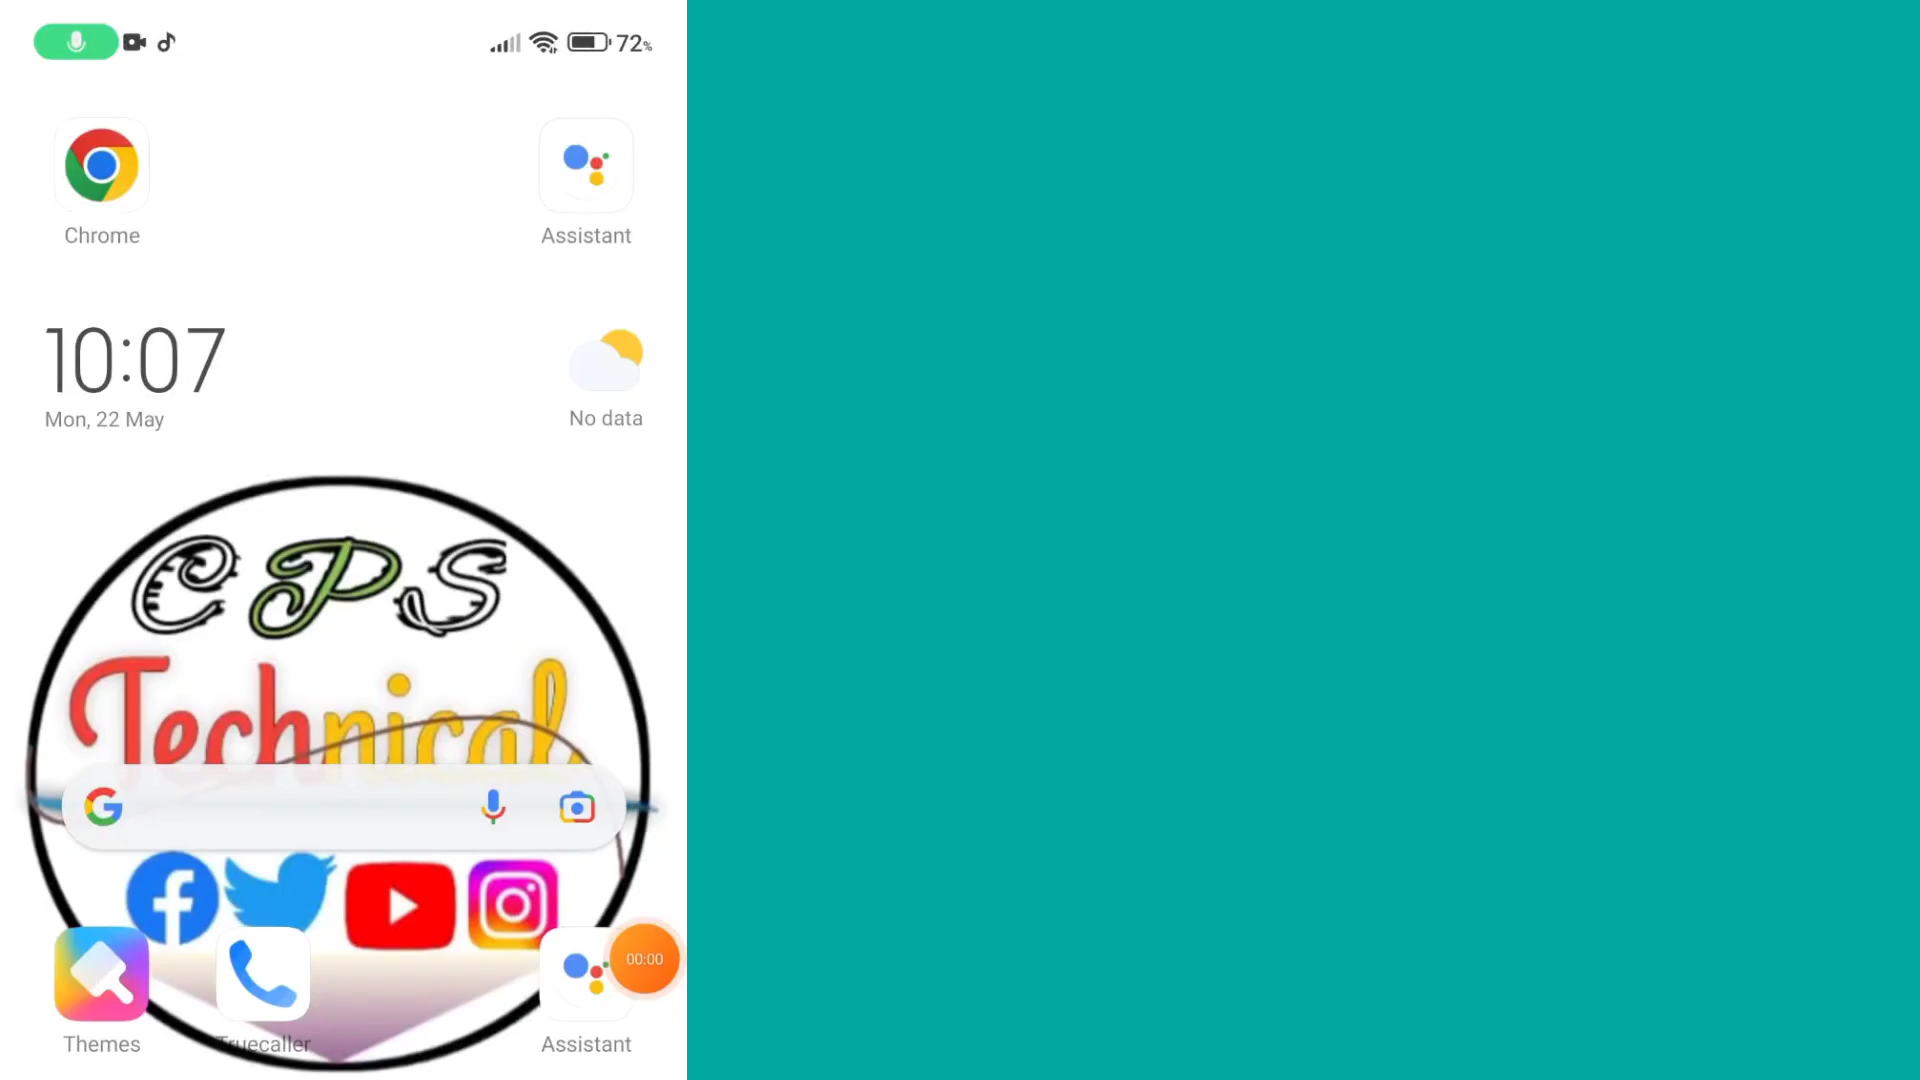 72%
Chrome
Assistant
10:07
Mon, 22 May
No data
CPS
Technical
00:00
Themes
Truecaller
Assistant